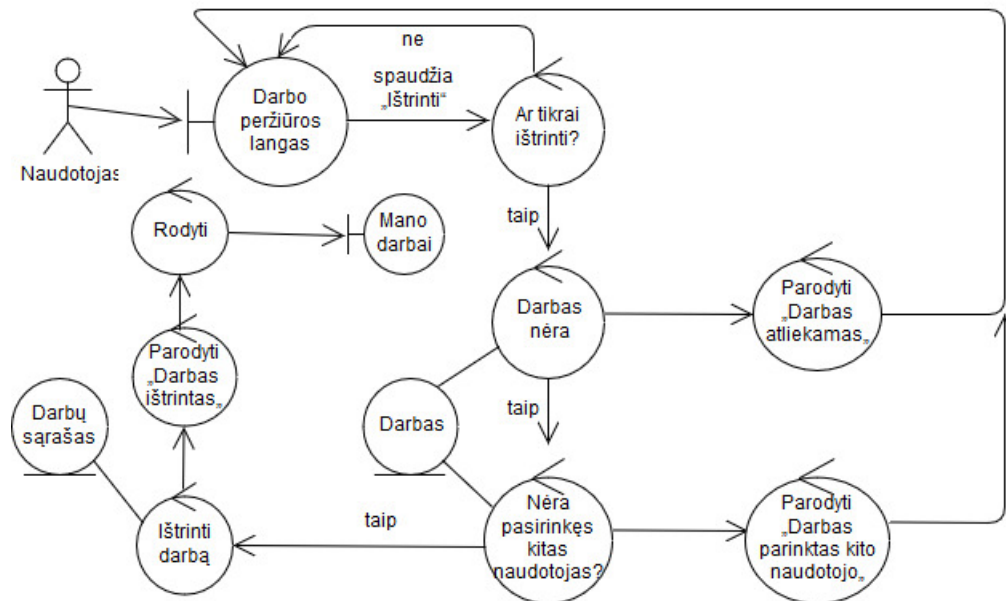 ne
spaudžia
„Ištrinti“
Darbo
peržiūros
langas
Ar tikrai
ištrinti?
Naudotojas
taip
Rodyti
Mano
darbai
Darbas
nėra
Parodyti
„Darbas
atliekamas„
Parodyti
„Darbas
ištrintas„
taip
Darbų
sąrašas
Darbas
Ištrinti
darbą
taip
Nėra
pasirinkęs
kitas
naudotojas?
Parodyti
„Darbas
parinktas kito
naudotojo„